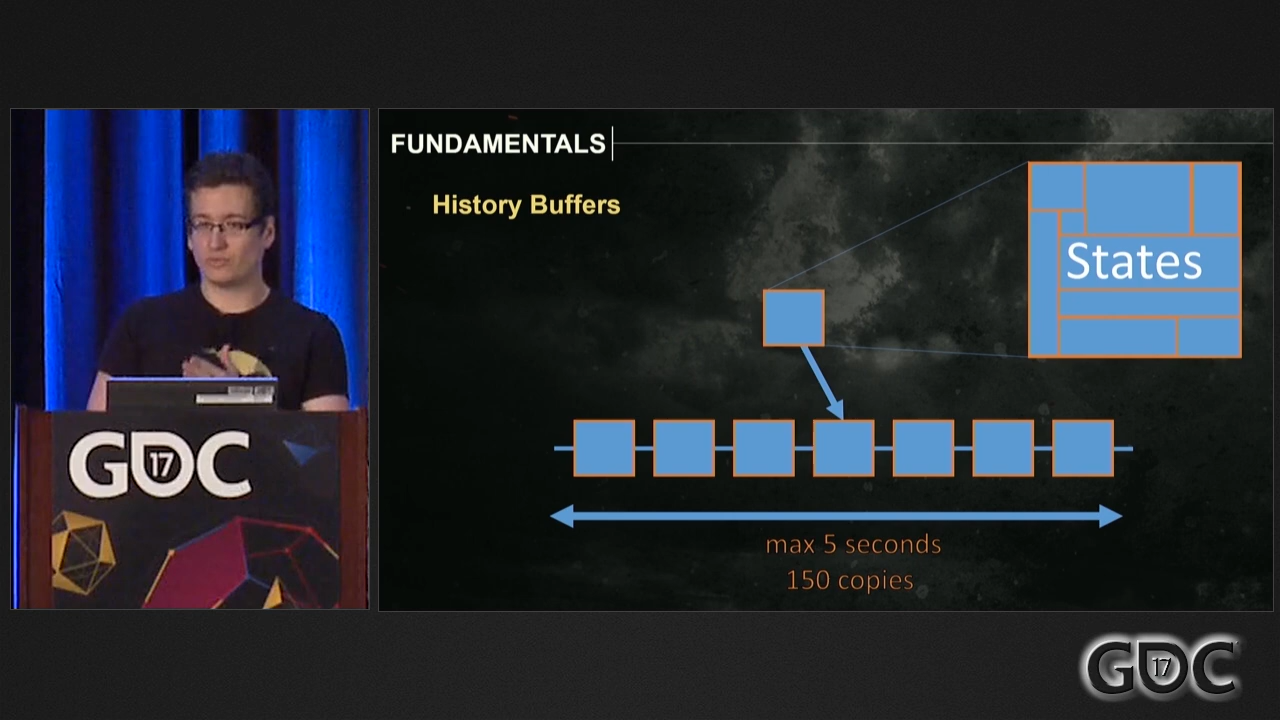 FUNDAMENTALS
History Buffers
States
max 5 seconds
150 copies
GDC
17
GDC
17